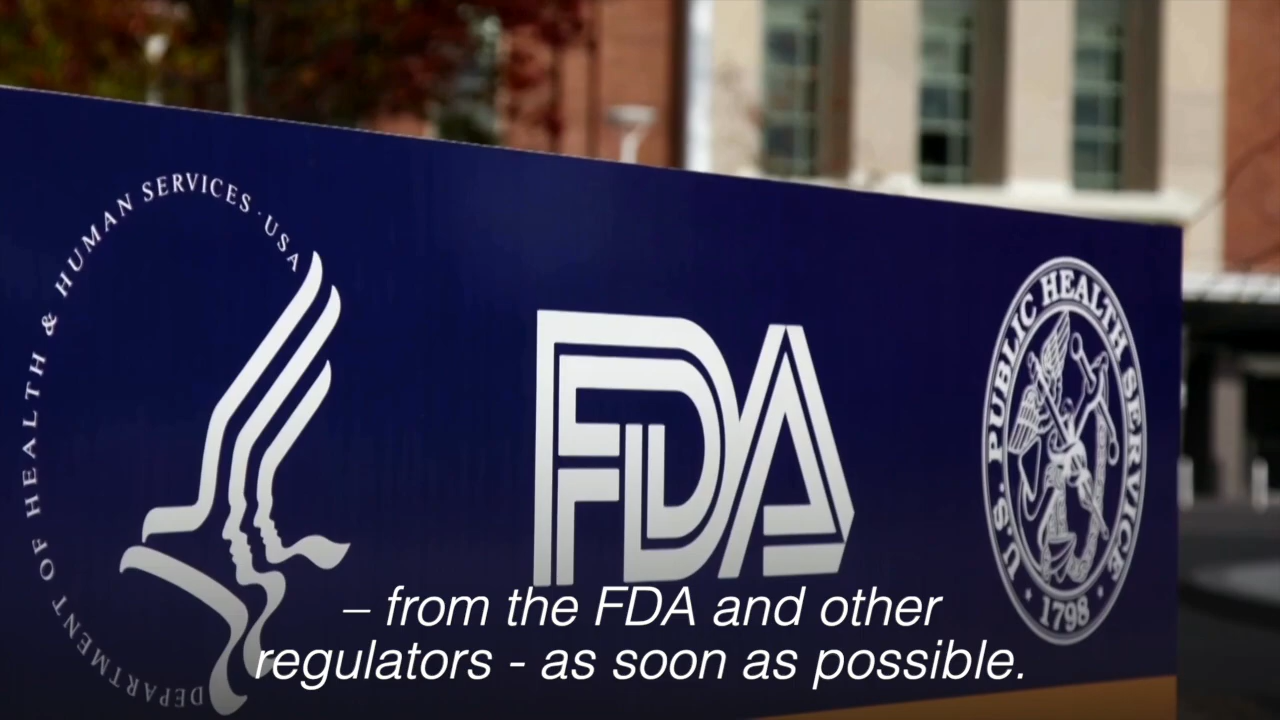 DEPARTMENT OF HEALTH & HUMAN SERVICES · USA
FDA
U.S. PUBLIC HEALTH SERVICE
· 1798 ·
– from the FDA and other
regulators - as soon as possible.